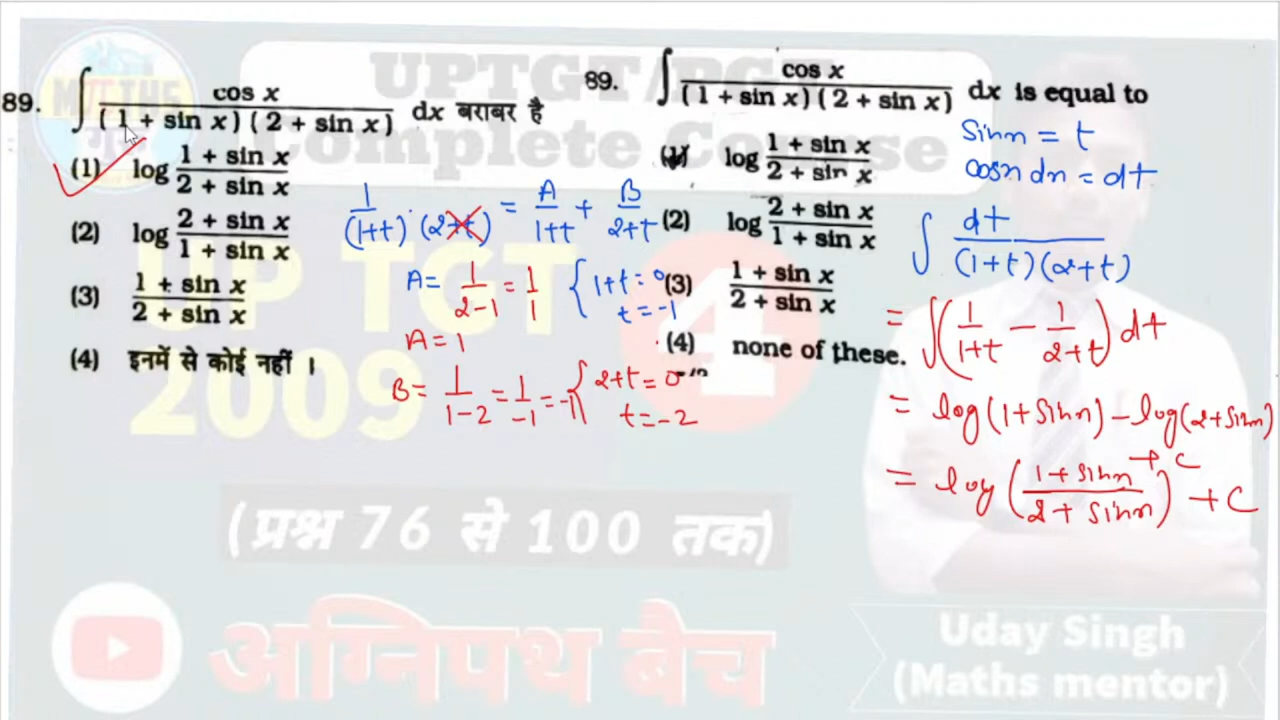 UPTGT/PG
Complete Course
MATHS
89. ∫ cos x / (1 + sin x) (2 + sin x) dx बराबर है
(1) log (1 + sin x) / (2 + sin x)
(2) log (2 + sin x) / (1 + sin x)
(3) (1 + sin x) / (2 + sin x)
(4) इनमें से कोई नहीं ।
89. ∫ cos x / (1 + sin x) (2 + sin x) dx is equal to
(1) log (1 + sin x) / (2 + sin x)
(2) log (2 + sin x) / (1 + sin x)
(3) (1 + sin x) / (2 + sin x)
(4) none of these.
1 / (1+t).(2+t) = A / 1+t + B / 2+t
A = 1 / 2-1 = 1 / 1 { 1+t = 0
t = -1
A = 1
B = 1 / 1-2 = 1 / -1 = -1 { 2+t = 0
t = -2
Sinx = t
cosx dx = dt
∫ dt / (1+t)(2+t)
= ∫ (1 / 1+t - 1 / 2+t) dt
= log(1+Sinx) - log(2+Sinx)
+ C
= log (1+Sinx / 2+Sinx) + C
UP TGT
2009
4
(प्रश्न 76 से 100 तक)
अग्निपथ बैच
Uday Singh
(Maths mentor)